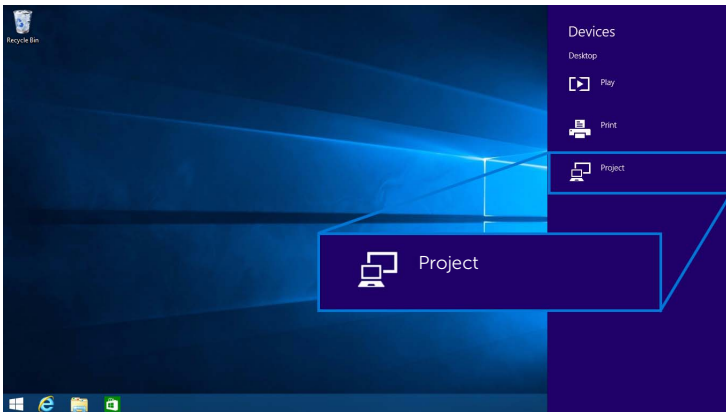 Recycle Bin
Devices
Desktop
Play
Print
Project
Project